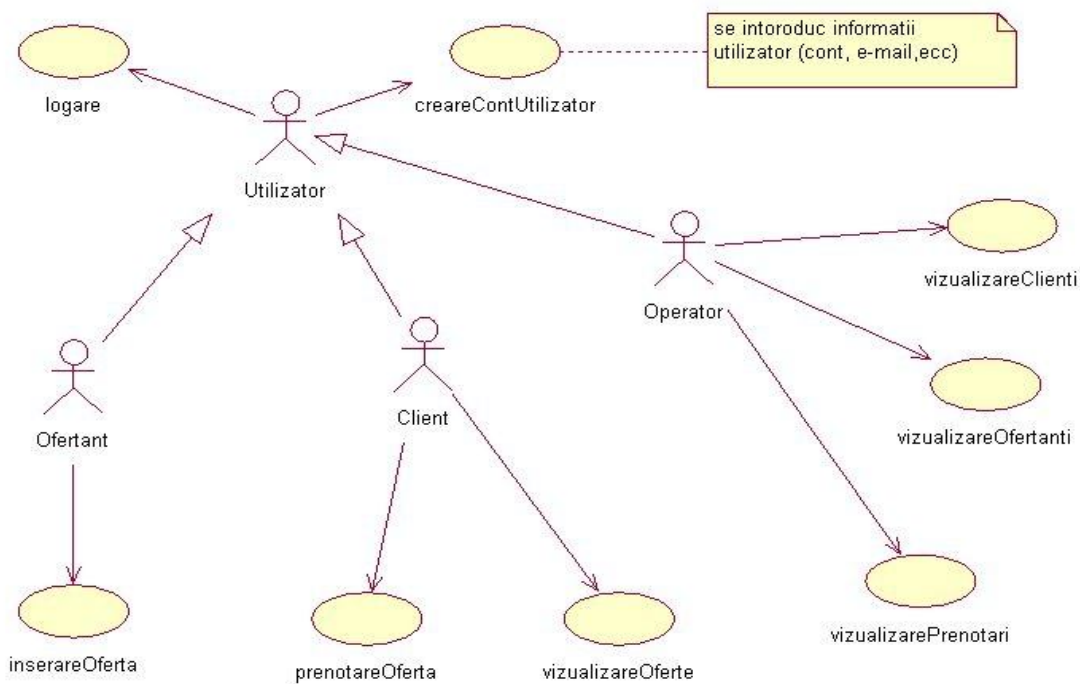 se intoroduc informatii
utilizator (cont, e-mail,ecc)
logare
creareContUtilizator
Utilizator
vizualizareClienti
Operator
Client
Ofertant
vizualizareOfertanti
vizualizarePrenotari
inserareOferta
prenotareOferta
vizualizareOferte